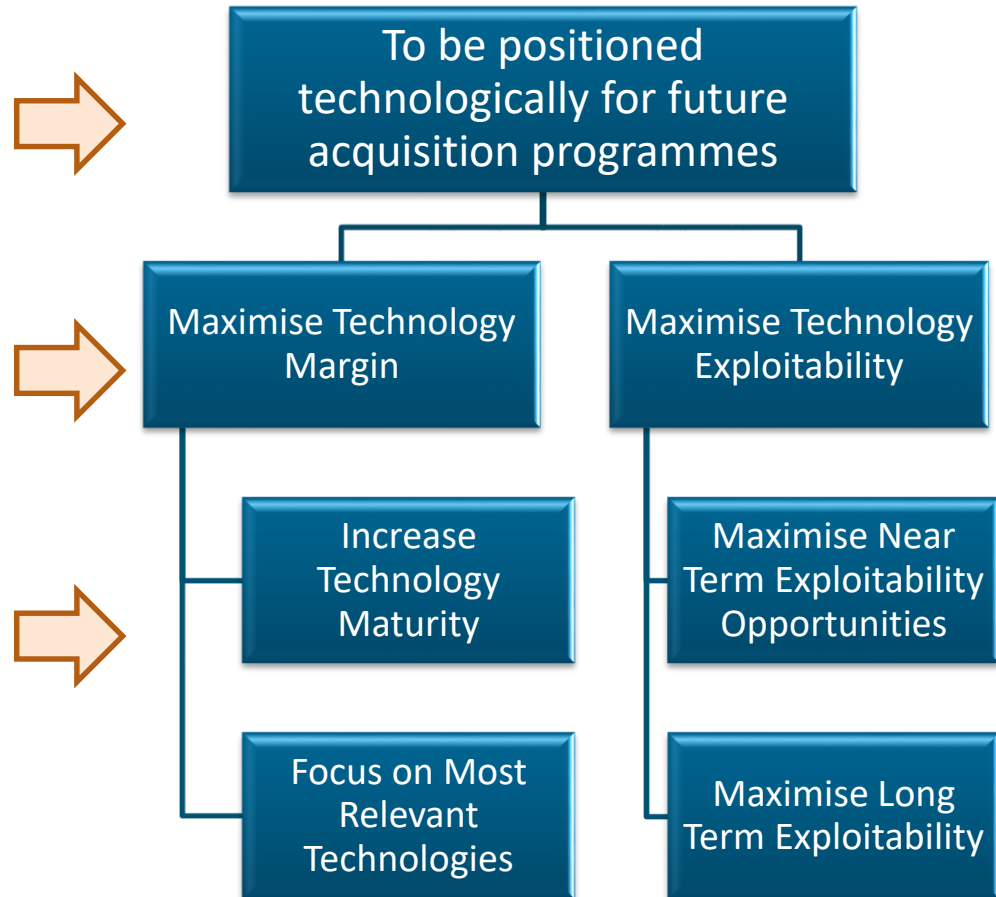 To be positioned
technologically for future
acquisition programmes
Maximise Technology
Margin
Maximise Technology
Exploitability
Increase
Technology
Maturity
Maximise Near
Term Exploitability
Opportunities
Focus on Most
Relevant
Technologies
Maximise Long
Term Exploitability